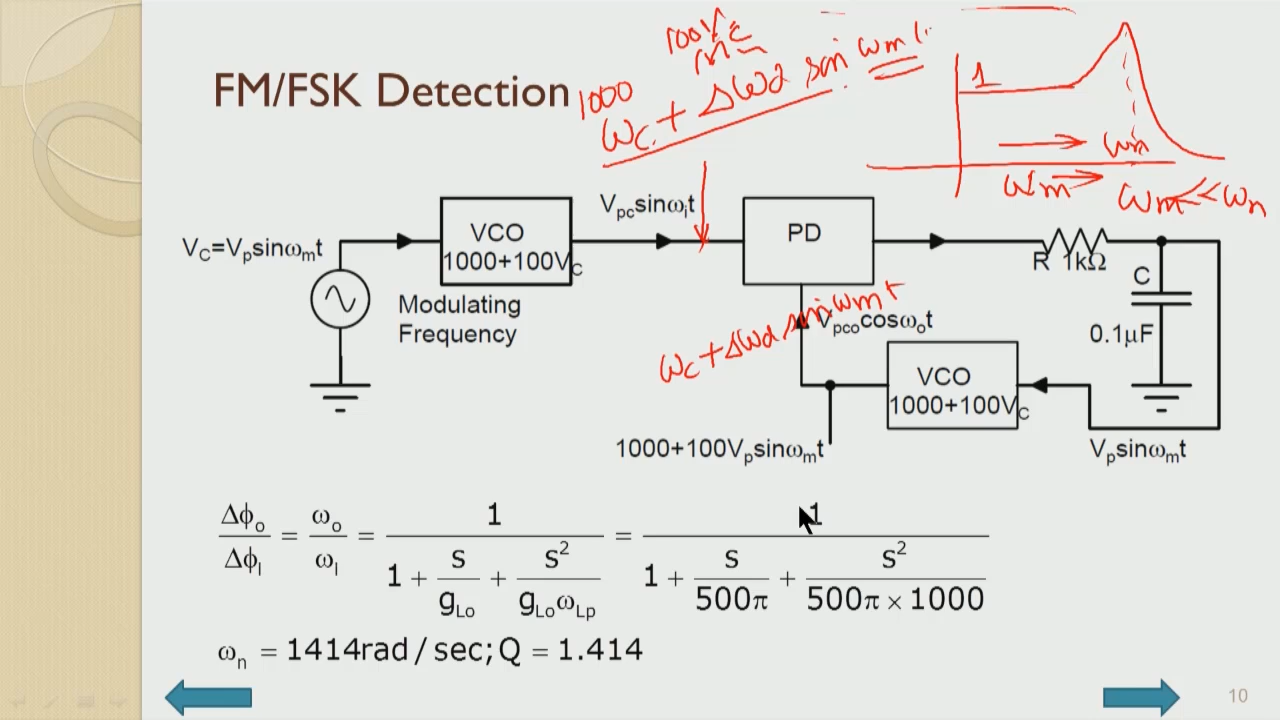 FM/FSK Detection
1000
ωc + Δωd sin ωmt
1
ωn
ωm → ωm << ωn
VC=Vpsinωmt
VCO
1000+100VC
Modulating
Frequency
Vpcsinωit
PD
R 1kΩ
C
0.1μF
Vpcocosωot
ωc + Δωd sin ωmt
VCO
1000+100VC
1000+100Vpsinωmt
Vpsinωmt
Δφo/ΔφI = ωo/ωI = 1/(1 + s/gLo + s²/(gLoωLp)) = 1/(1 + s/500π + s²/(500π × 1000))
ωn = 1414rad/sec;Q = 1.414
10